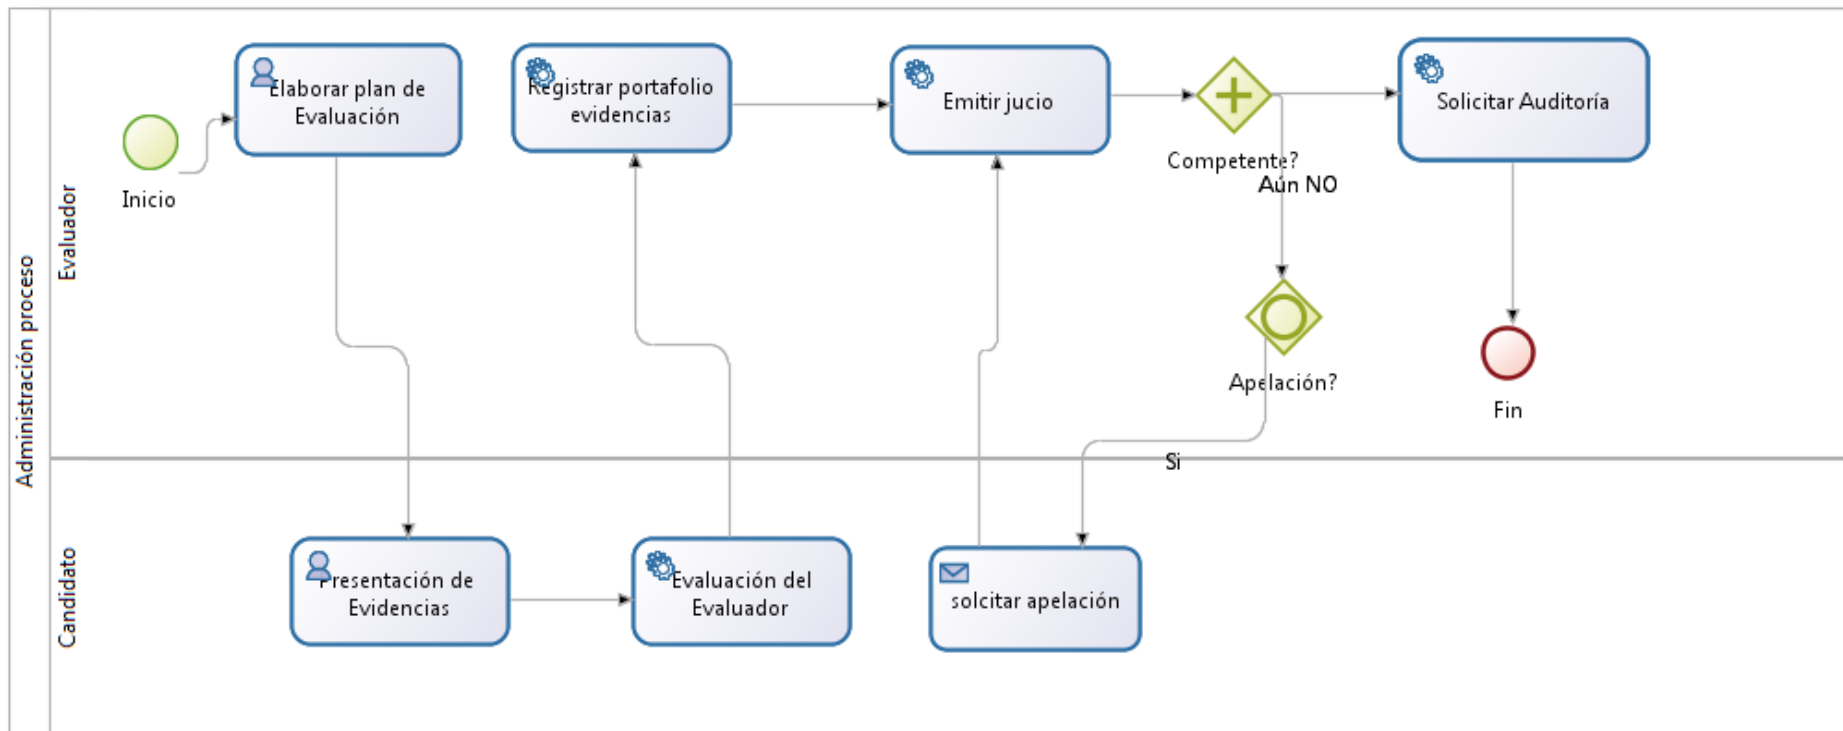 Administración proceso
Evaluador
Inicio
Elaborar plan de
Evaluación
Registrar portafolio
evidencias
Emitir jucio
Competente?
Aún NO
Solicitar Auditoría
Apelación?
Fin
Si
Candidato
Presentación de
Evidencias
Evaluación del
Evaluador
solcitar apelación